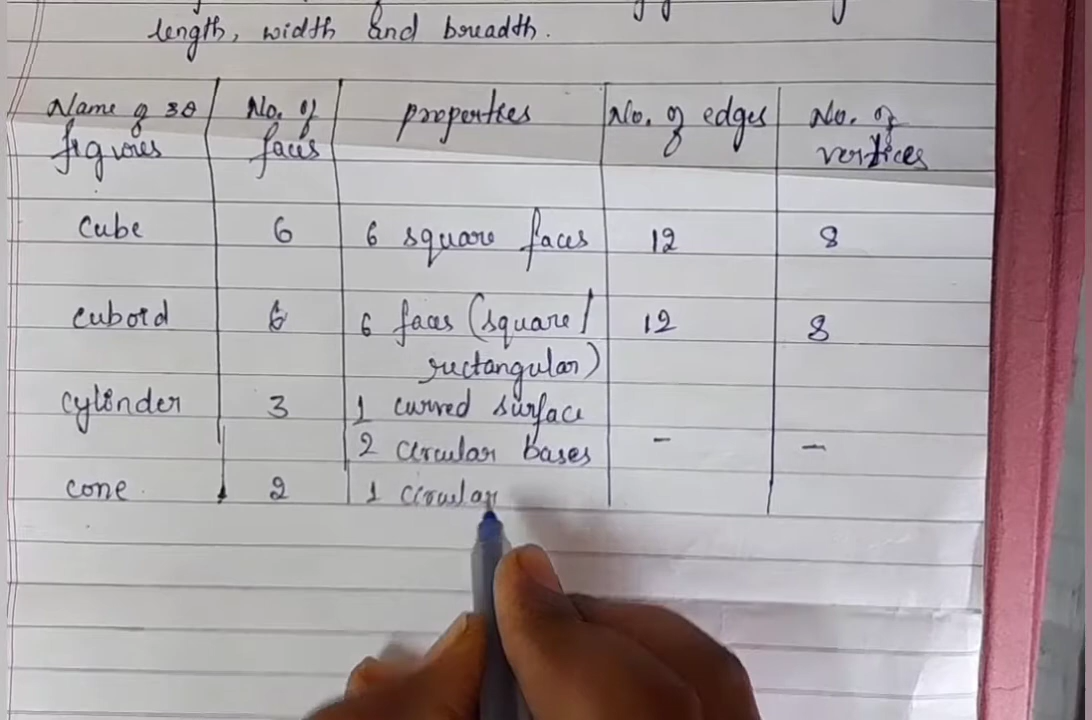 length, width and breadth.
Name of 3D No. of properties No. of edges No. of
figures faces vertices
cube 6 6 square faces 12 8
cuboid 6 6 faces (square/ 12 8
rectangular)
cylinder 3 1 curved surface
2 circular bases - -
cone 2 1 circular